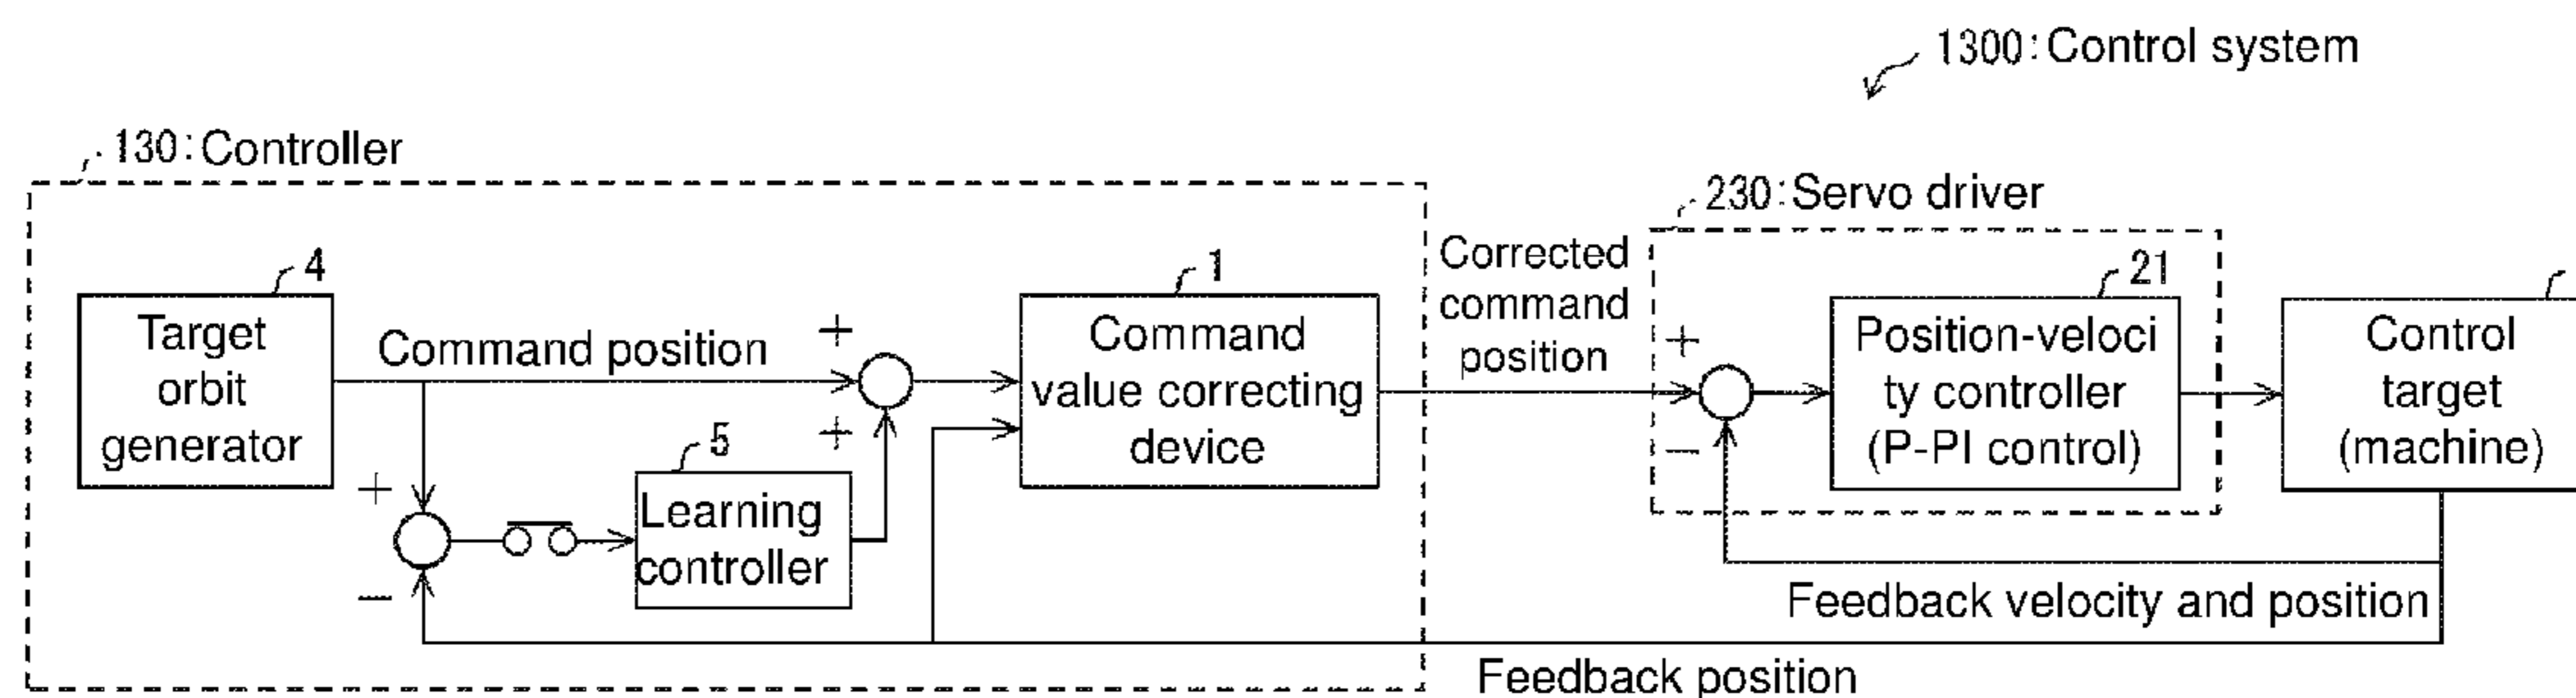 1300:Control system
130:Controller
230:Servo driver
4
Target
orbit
generator
Command position
+
+
1
Command
value correcting
device
Corrected
command
position
+
−
21
Position-veloci
ty controller
(P-PI control)
Control
target
(machine)
+
−
5
Learning
controller
Feedback velocity and position
Feedback position